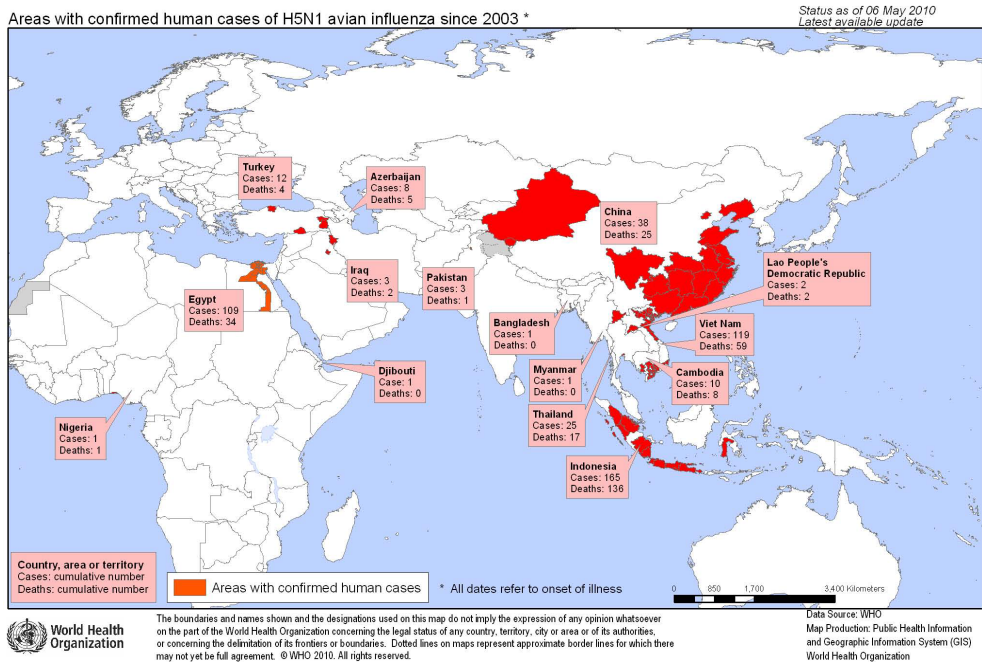 Areas with confirmed human cases of H5N1 avian influenza since 2003 *
Status as of 06 May 2010
Latest available update
Turkey
Cases: 12
Deaths: 4
Azerbaijan
Cases: 8
Deaths: 5
China
Cases: 38
Deaths: 25
Lao People's
Democratic Republic
Cases: 2
Deaths: 2
Iraq
Cases: 3
Deaths: 2
Pakistan
Cases: 3
Deaths: 1
Egypt
Cases: 109
Deaths: 34
Bangladesh
Cases: 1
Deaths: 0
Viet Nam
Cases: 119
Deaths: 59
Djibouti
Cases: 1
Deaths: 0
Myanmar
Cases: 1
Deaths: 0
Cambodia
Cases: 10
Deaths: 8
Nigeria
Cases: 1
Deaths: 1
Thailand
Cases: 25
Deaths: 17
Indonesia
Cases: 165
Deaths: 136
Country, area or territory
Cases: cumulative number
Deaths: cumulative number
Areas with confirmed human cases
* All dates refer to onset of illness
0 850 1,700 3,400 Kilometers
World Health
Organization
The boundaries and names shown and the designations used on this map do not imply the expression of any opinion whatsoever
on the part of the World Health Organization concerning the legal status of any country, territory, city or area or of its authorities,
or concerning the delimitation of its frontiers or boundaries. Dotted lines on maps represent approximate border lines for which there
may not yet be full agreement. © WHO 2010. All rights reserved.
Data Source: WHO
Map Production: Public Health Information
and Geographic Information System (GIS)
World Health Organization